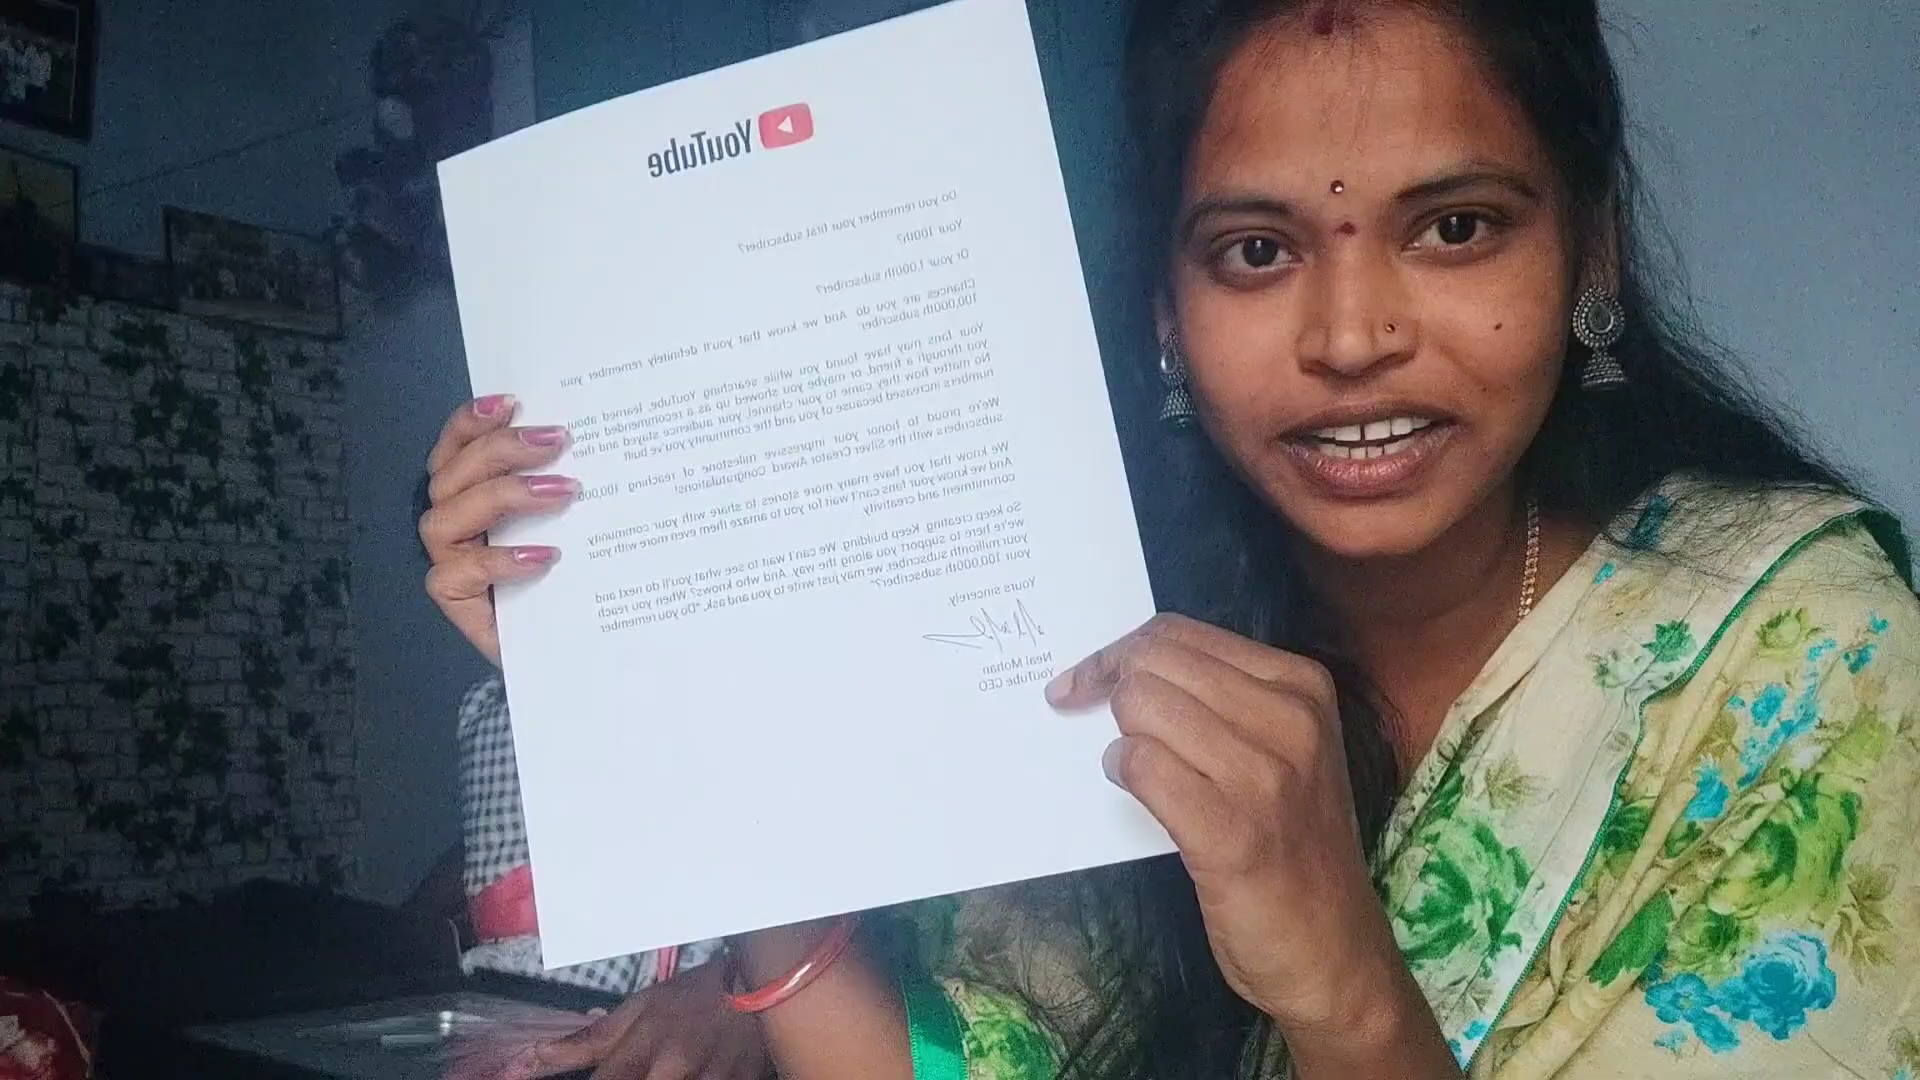 YouTube
Do you remember your first subscriber?
Your 100th?
Or your 1,000th subscriber?
Chances are you do. And we know that you'll definitely remember your
100,000th subscriber.
Your fans may have found you while searching YouTube, learned about
you through a friend or maybe you showed up as a recommended video.
No matter how they came to your channel, your audience stayed and their
numbers increased because of you and the community you've built.
We're proud to honor your impressive milestone of reaching 100,000
subscribers with the Silver Creator Award. Congratulations!
We know that you have many more stories to share with your community.
And we know your fans can't wait for you to amaze them even more with your
commitment and creativity.
So keep creating. Keep building. We can't wait to see what you'll do next and
we're here to support you along the way. And who knows? When you reach
your millionth subscriber, we may just write to you and ask, "Do you remember
your 100,000th subscriber?"
Yours sincerely,
Neal Mohan
YouTube CEO